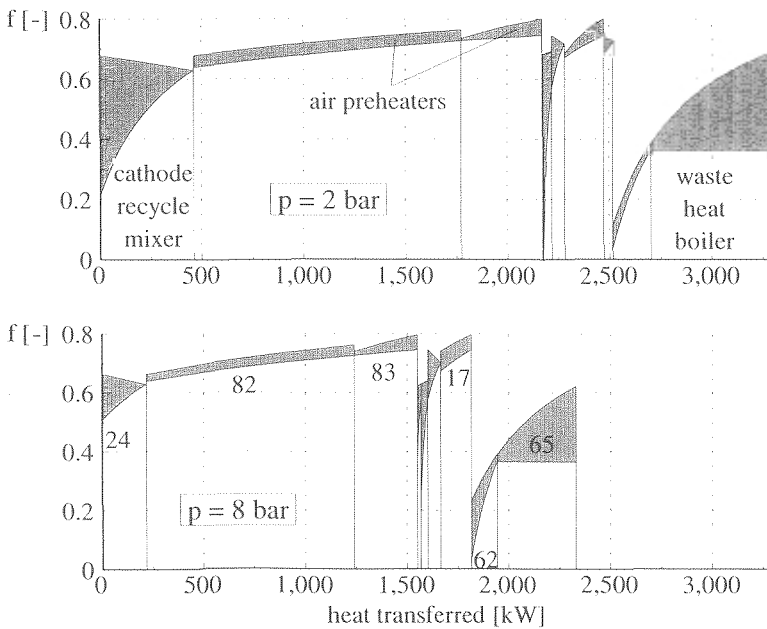 f [-]
0.8
0.6
0.4
0.2
0
air preheaters
cathode
recycle
mixer
p = 2 bar
waste
heat
boiler
0
500
1,000
1,500
2,000
2,500
3,000
f [-]
0.8
0.6
0.4
0.2
0
24
82
83
17
65
62
p = 8 bar
0
500
1,000
1,500
2,000
2,500
3,000
heat transferred [kW]